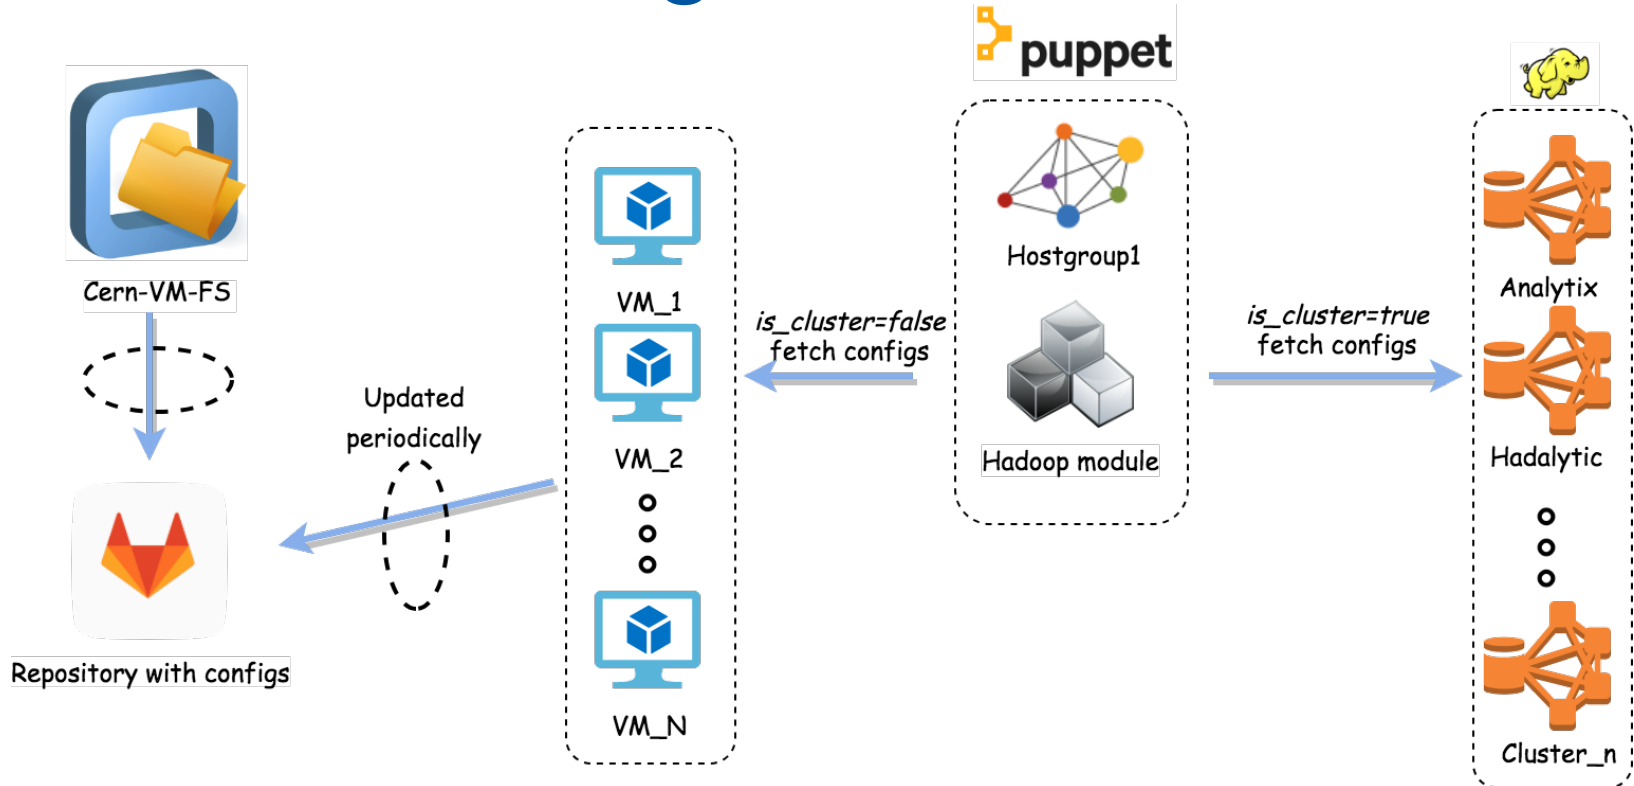 puppet
Cern-VM-FS
Updated
periodically
Repository with configs
VM_1
VM_2
VM_N
is_cluster=false
fetch configs
Hostgroup1
Hadoop module
is_cluster=true
fetch configs
Analytix
Hadalytic
Cluster_n